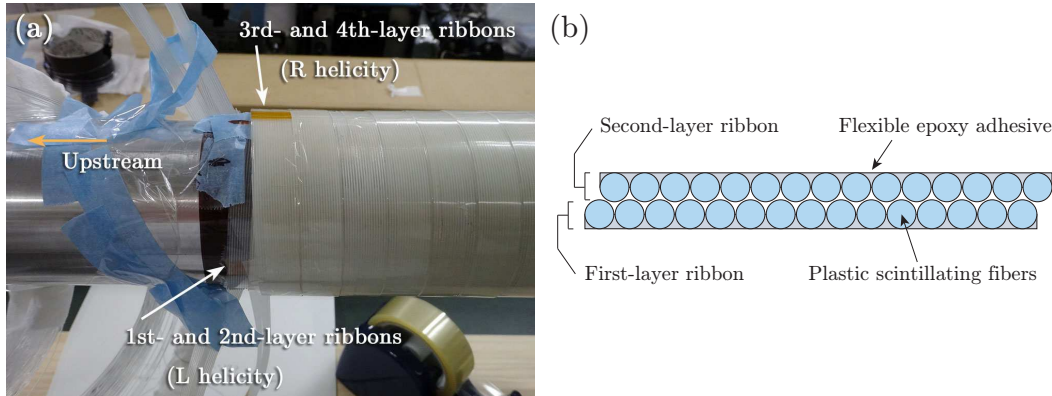 (a)
3rd- and 4th-layer ribbons
(R helicity)
Upstream
1st- and 2nd-layer ribbons
(L helicity)
(b)
Second-layer ribbon
Flexible epoxy adhesive
First-layer ribbon
Plastic scintillating fibers